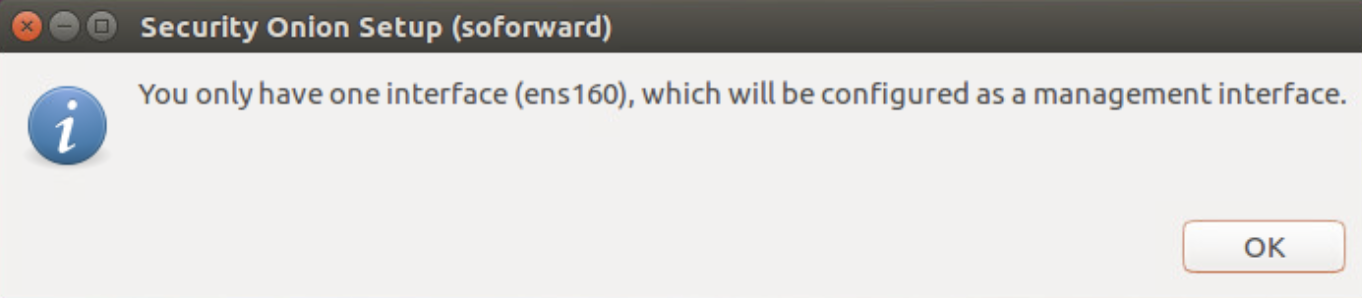 Security Onion Setup (soforward)
You only have one interface (ens160), which will be configured as a management interface.
OK